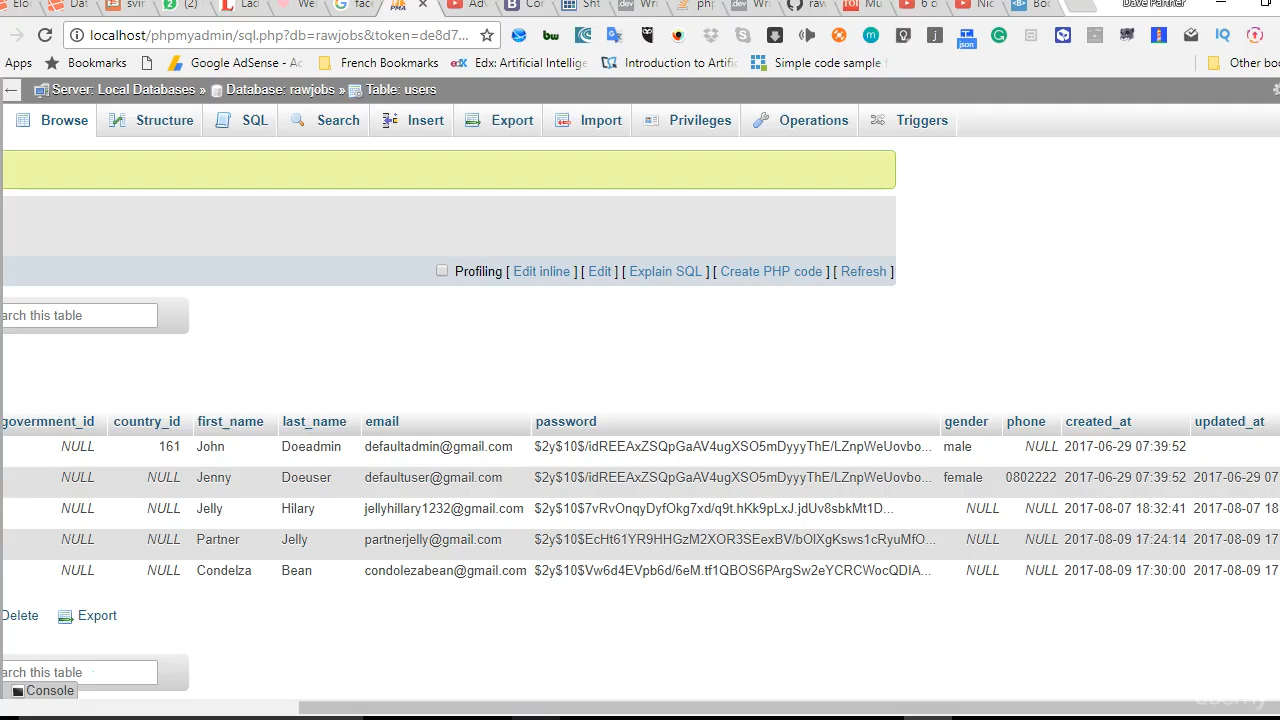 Dave Partner
localhost/phpmyadmin/sql.php?db=rawjobs&token=de8d7...
Apps Bookmarks Google AdSense - Ac French Bookmarks edX Edx|Artificial Intellige Introduction to Artific Simple code sample f Other boo
Server: Local Databases » Database: rawjobs » Table: users
Browse Structure SQL Search Insert Export Import Privileges Operations Triggers
Profiling [ Edit inline ] [ Edit ] [ Explain SQL ] [ Create PHP code ] [ Refresh ]
arch this table
govermnent_id country_id first_name last_name email password gender phone created_at updated_at
NULL 161 John Doeadmin defaultadmin@gmail.com $2y$10$/idREEAxZSQpGaAV4ugXSO5mDyyyThE/LZnpWeUovbo... male NULL 2017-06-29 07:39:52
NULL NULL Jenny Doeuser defaultuser@gmail.com $2y$10$/idREEAxZSQpGaAV4ugXSO5mDyyyThE/LZnpWeUovbo... female 0802222 2017-06-29 07:39:52 2017-06-29 07
NULL NULL Jelly Hilary jellyhillary1232@gmail.com $2y$10$7vRvOnqyDyfOkg7xd/q9t.hKk9pLxJ.jdUv8sbkMt1D... NULL NULL 2017-08-07 18:32:41 2017-08-07 18
NULL NULL Partner Jelly partnerjelly@gmail.com $2y$10$EcHt61YR9HHGzM2XOR3SEexBV/bOIXgKsws1cRyuMfO... NULL NULL 2017-08-09 17:24:14 2017-08-09 17
NULL NULL Condelza Bean condolezabean@gmail.com $2y$10$Vw6d4EVpb6d/6eM.tf1QBOS6PArgSw2eYCRCWocQDIA... NULL NULL 2017-08-09 17:30:00 2017-08-09 17
Delete Export
arch this table
Console